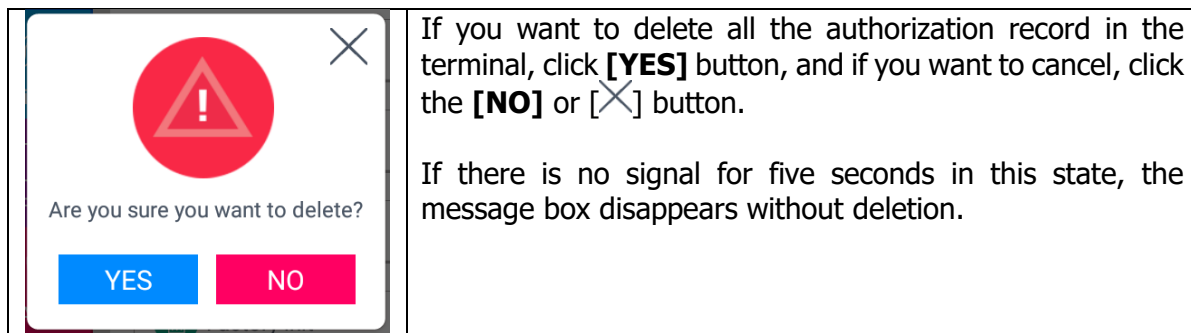 If you want to delete all the authorization record in the
terminal, click [YES] button, and if you want to cancel, click
the [NO] or [X] button.
If there is no signal for five seconds in this state, the
message box disappears without deletion.
!
Are you sure you want to delete?
YES NO